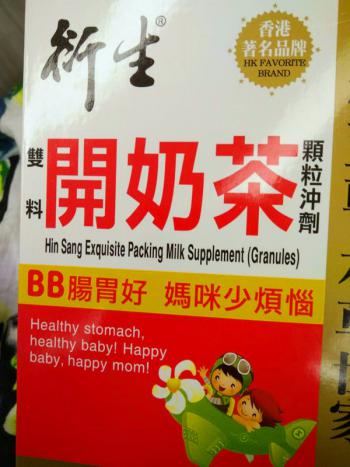 衍生®
香港
著名品牌
HK FAVORITE
BRAND
雙料
開奶茶
顆粒沖劑
Hin Sang Exquisite Packing Milk Supplement (Granules)
BB腸胃好 媽咪少煩惱
Healthy stomach,
healthy baby! Happy
baby, happy mom!